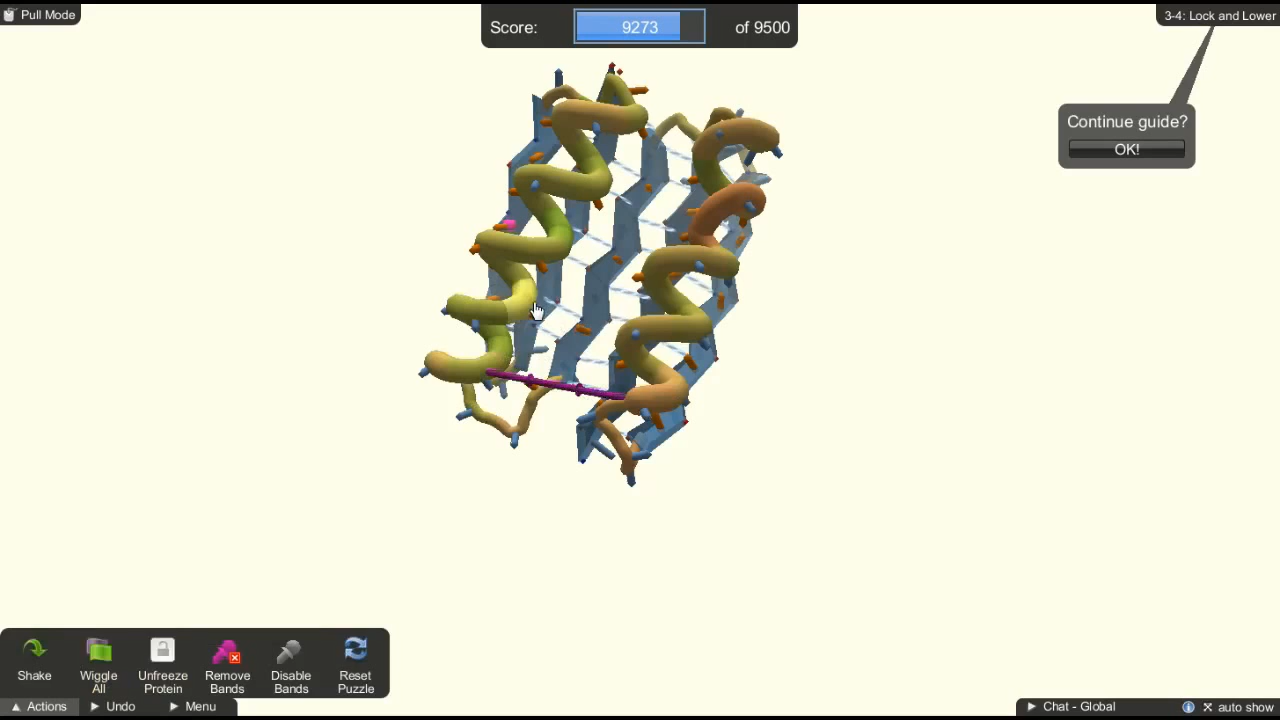 Pull Mode
Score: 9273 of 9500
3-4: Lock and Lower
Continue guide?
OK!
Shake
Wiggle All
Unfreeze Protein
Remove Bands
Disable Bands
Reset Puzzle
Actions
Undo
Menu
Chat - Global
auto show